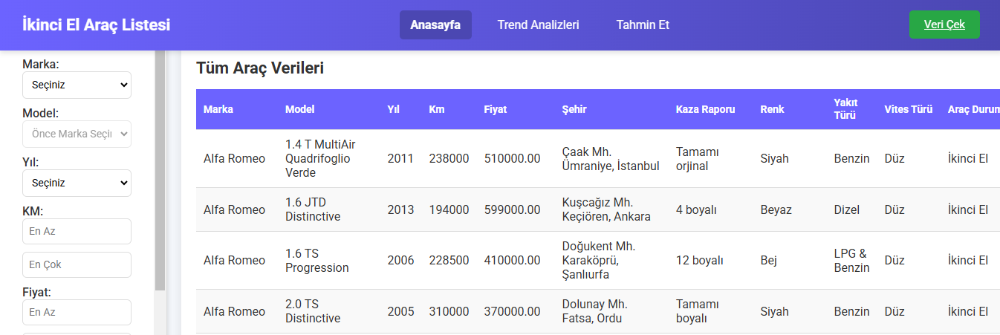 İkinci El Araç Listesi
Anasayfa
Trend Analizleri
Tahmin Et
Veri Çek
Marka:
Seçiniz
Model:
Önce Marka Seçin
Yıl:
Seçiniz
KM:
En Az
En Çok
Fiyat:
En Az
Tüm Araç Verileri
Marka Model Yıl Km Fiyat Şehir Kaza Raporu Renk Yakıt Türü Vites Türü Araç Durum
Alfa Romeo 1.4 T MultiAir Quadrifoglio Verde 2011 238000 510000.00 Çaak Mh. Ümraniye, İstanbul Tamamı orjinal Siyah Benzin Düz İkinci El
Alfa Romeo 1.6 JTD Distinctive 2013 194000 599000.00 Kuşcağız Mh. Keçiören, Ankara 4 boyalı Beyaz Dizel Düz İkinci El
Alfa Romeo 1.6 TS Progression 2006 228500 410000.00 Doğukent Mh. Karaköprü, Şanlıurfa 12 boyalı Bej LPG & Benzin Düz İkinci El
Alfa Romeo 2.0 TS Distinctive 2005 310000 370000.00 Dolunay Mh. Fatsa, Ordu Tamamı boyalı Siyah Benzin Düz İkinci El